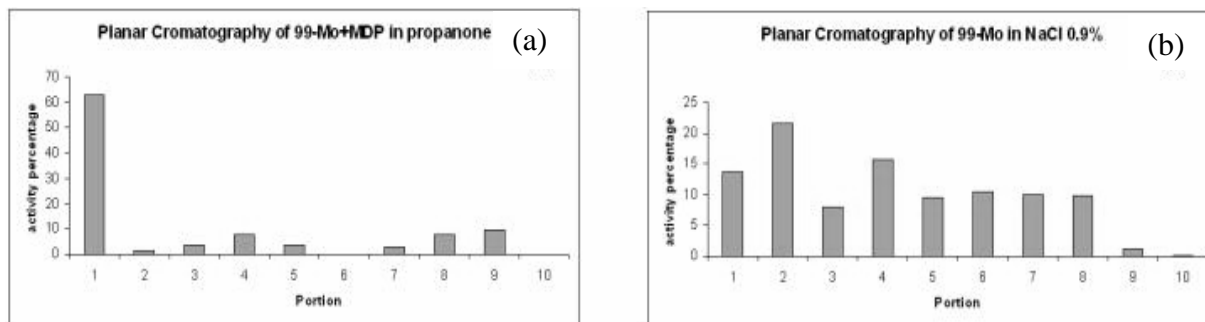 Planar Cromatography of 99-Mo+MDP in propanone
(a)
activity percentage
70
60
50
40
30
20
10
0
1 2 3 4 5 6 7 8 9 10
Portion
Planar Cromatography of 99-Mo in NaCl 0.9%
(b)
activity percentage
25
20
15
10
5
0
1 2 3 4 5 6 7 8 9 10
Portion